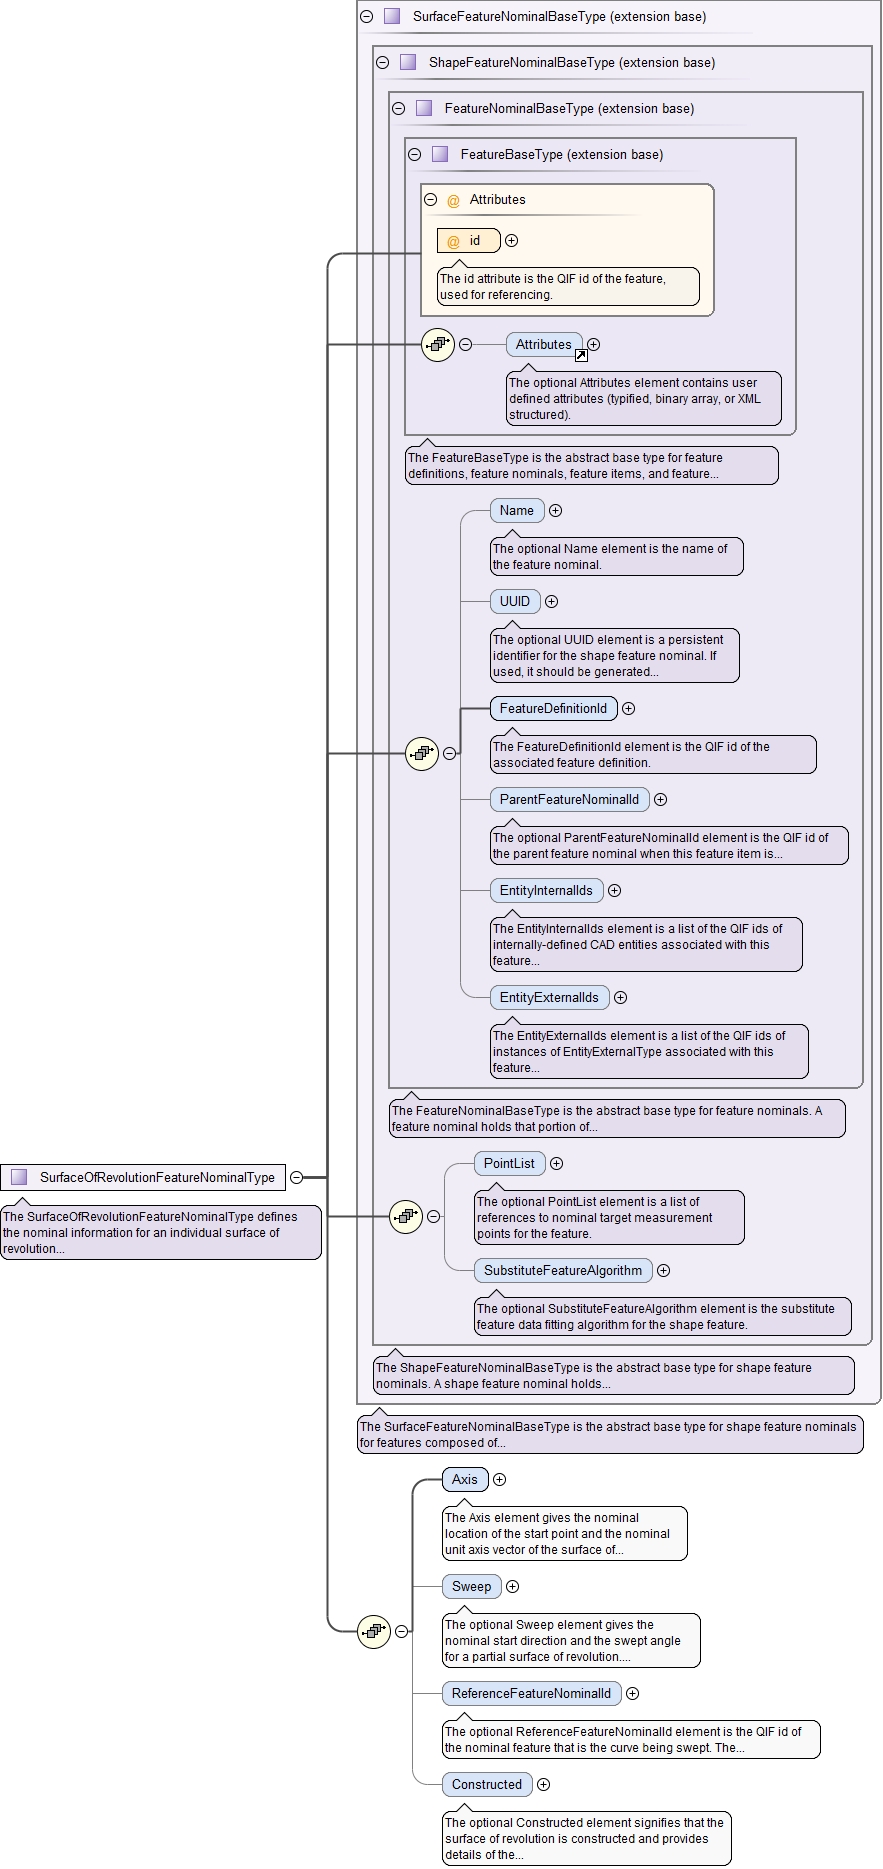 SurfaceFeatureNominalBaseType (extension base)
ShapeFeatureNominalBaseType (extension base)
FeatureNominalBaseType (extension base)
FeatureBaseType (extension base)
@ Attributes
@ id
The id attribute is the QIF id of the feature,
used for referencing.
Attributes
The optional Attributes element contains user
defined attributes (typified, binary array, or XML
structured).
The FeatureBaseType is the abstract base type for feature
definitions, feature nominals, feature items, and feature...
Name
The optional Name element is the name of
the feature nominal.
UUID
The optional UUID element is a persistent
identifier for the shape feature nominal. If
used, it should be generated...
FeatureDefinitionId
The FeatureDefinitionId element is the QIF id of the
associated feature definition.
ParentFeatureNominalId
The optional ParentFeatureNominalId element is the QIF id of
the parent feature nominal when this feature item is...
EntityInternalIds
The EntityInternalIds element is a list of the QIF ids of
internally-defined CAD entities associated with this
feature...
EntityExternalIds
The EntityExternalIds element is a list of the QIF ids of
instances of EntityExternalType associated with this
feature...
The FeatureNominalBaseType is the abstract base type for feature nominals. A
feature nominal holds that portion of...
SurfaceOfRevolutionFeatureNominalType
The SurfaceOfRevolutionFeatureNominalType defines
the nominal information for an individual surface of
revolution...
PointList
The optional PointList element is a list of
references to nominal target measurement
points for the feature.
SubstituteFeatureAlgorithm
The optional SubstituteFeatureAlgorithm element is the substitute
feature data fitting algorithm for the shape feature.
The ShapeFeatureNominalBaseType is the abstract base type for shape feature
nominals. A shape feature nominal holds...
The SurfaceFeatureNominalBaseType is the abstract base type for shape feature nominals
for features composed of...
Axis
The Axis element gives the nominal
location of the start point and the nominal
unit axis vector of the surface of...
Sweep
The optional Sweep element gives the
nominal start direction and the swept angle
for a partial surface of revolution....
ReferenceFeatureNominalId
The optional ReferenceFeatureNominalId element is the QIF id of
the nominal feature that is the curve being swept. The...
Constructed
The optional Constructed element signifies that the
surface of revolution is constructed and provides
details of the...